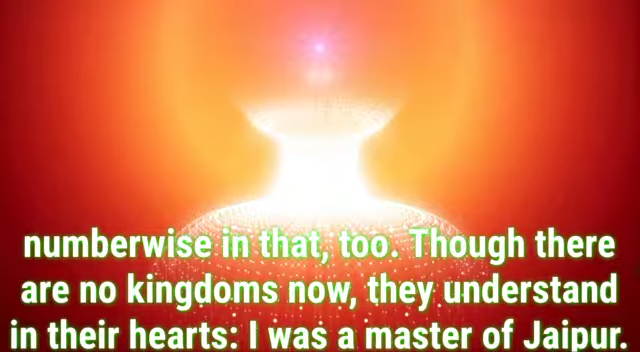 numberwise in that, too. Though there
are no kingdoms now, they understand
in their hearts: I was a master of Jaipur.